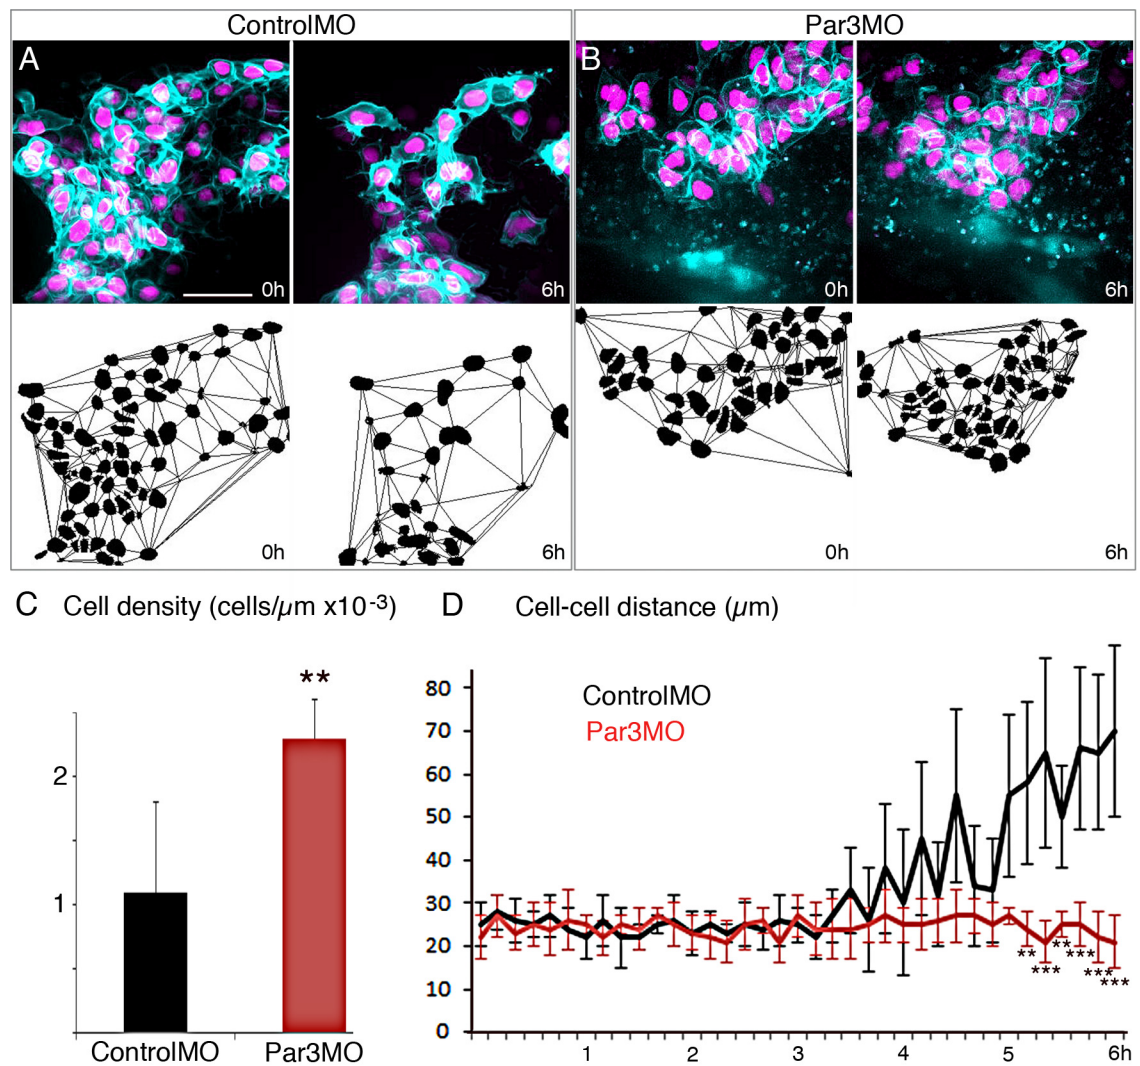 ControlMO
Par3MO
A
B
0h
6h
0h
6h
0h
6h
0h
6h
C Cell density (cells/µm x10-3)
D Cell-cell distance (µm)
**
2
1
ControlMO Par3MO
ControlMO
Par3MO
80
70
60
50
40
30
20
10
0
** *** ** *** *** ***
1 2 3 4 5 6h